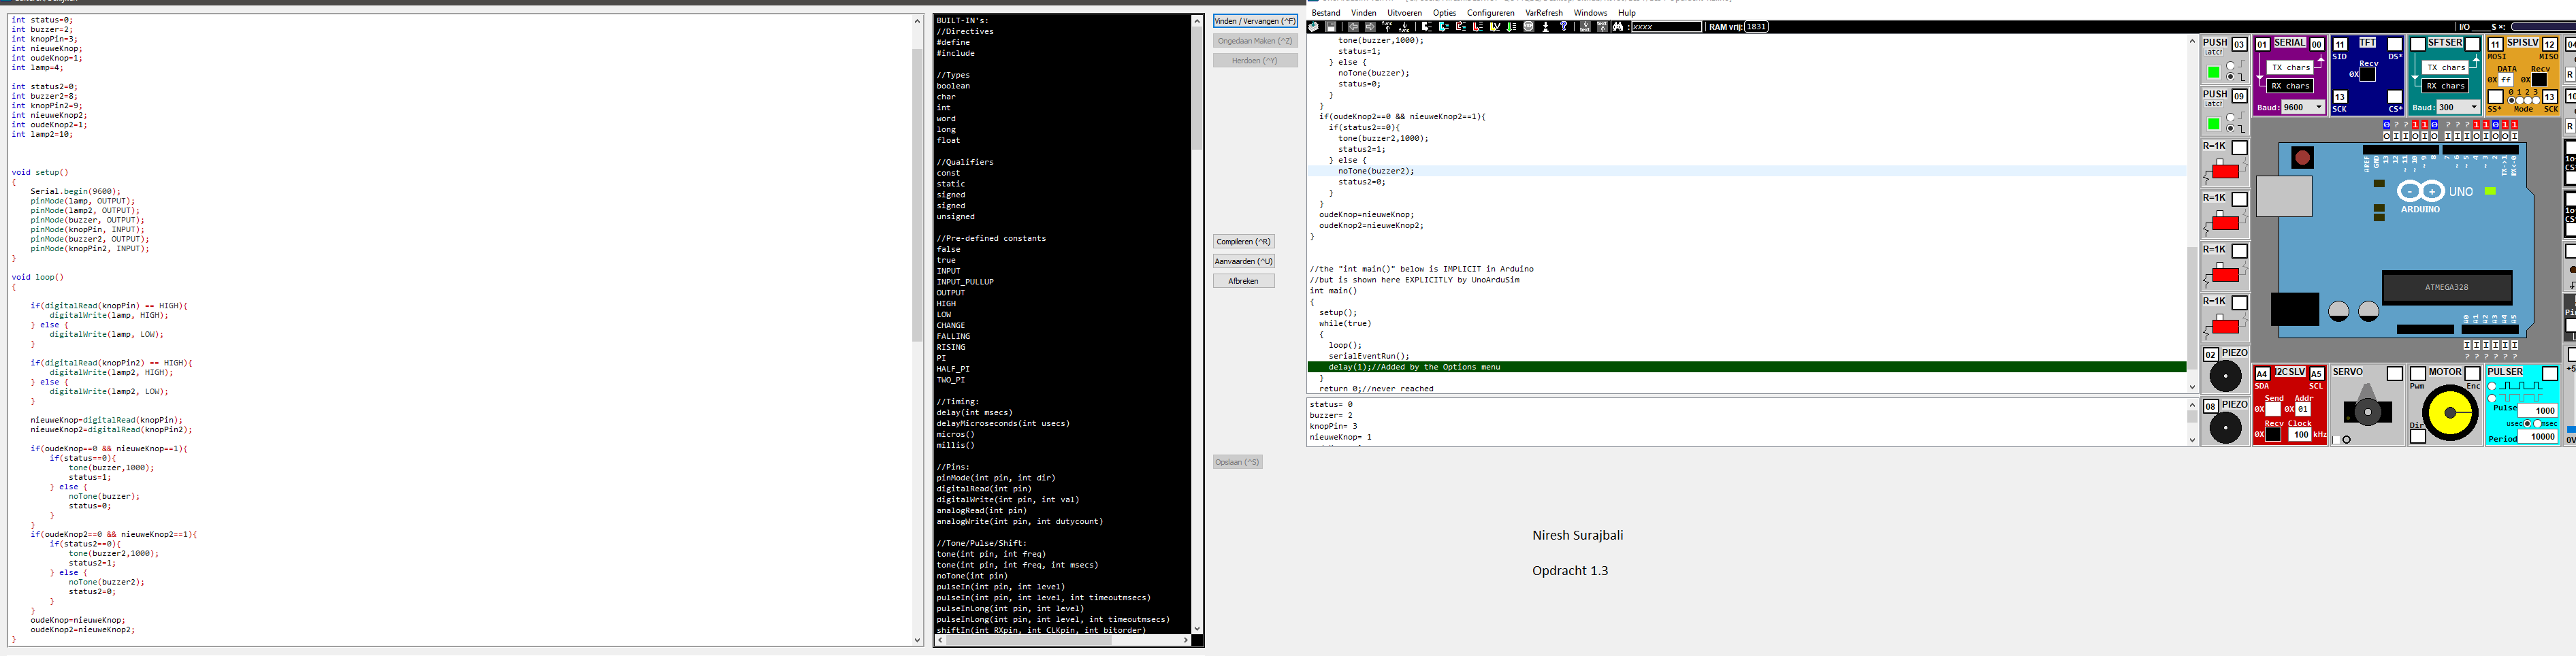 int status=0;
int buzzer=2;
int knopPin=3;
int nieuweKnop;
int oudeKnop=1;
int lamp=4;
int status2=0;
int buzzer2=8;
int knopPin2=9;
int nieuweKnop2;
int oudeKnop2=1;
int lamp2=10;
void setup()
{
Serial.begin(9600);
pinMode(lamp, OUTPUT);
pinMode(lamp2, OUTPUT);
pinMode(buzzer, OUTPUT);
pinMode(knopPin, INPUT);
pinMode(buzzer2, OUTPUT);
pinMode(knopPin2, INPUT);
}
void loop()
{
if(digitalRead(knopPin) == HIGH){
digitalWrite(lamp, HIGH);
} else {
digitalWrite(lamp, LOW);
}
if(digitalRead(knopPin2) == HIGH){
digitalWrite(lamp2, HIGH);
} else {
digitalWrite(lamp2, LOW);
}
nieuweKnop=digitalRead(knopPin);
nieuweKnop2=digitalRead(knopPin2);
if(oudeKnop==0 && nieuweKnop==1){
if(status==0){
tone(buzzer,1000);
status=1;
} else {
noTone(buzzer);
status=0;
}
}
if(oudeKnop2==0 && nieuweKnop2==1){
if(status2==0){
tone(buzzer2,1000);
status2=1;
} else {
noTone(buzzer2);
status2=0;
}
}
oudeKnop=nieuweKnop;
oudeKnop2=nieuweKnop2;
}
BUILT-IN's:
//Directives
#define
#include
//Types
boolean
char
int
word
long
float
//Qualifiers
const
static
signed
signed
unsigned
//Pre-defined constants
false
true
INPUT
INPUT_PULLUP
OUTPUT
HIGH
LOW
CHANGE
FALLING
RISING
PI
HALF_PI
TWO_PI
//Timing:
delay(int msecs)
delayMicroseconds(int usecs)
micros()
millis()
//Pins:
pinMode(int pin, int dir)
digitalRead(int pin)
digitalWrite(int pin, int val)
analogRead(int pin)
analogWrite(int pin, int dutycount)
//Tone/Pulse/Shift:
tone(int pin, int freq)
tone(int pin, int freq, int msecs)
noTone(int pin)
pulseIn(int pin, int level)
pulseIn(int pin, int level, int timeoutmsecs)
pulseInLong(int pin, int level)
pulseInLong(int pin, int level, int timeoutmsecs)
shiftIn(int RXpin, int CLKpin, int bitorder)
Vinden / Vervangen (^F)
Ongedaan Maken (^Z)
Herdoen (^Y)
Compileren (^R)
Aanvaarden (^U)
Afbreken
Opslaan (^S)
Bestand Vinden Uitvoeren Opties Configureren VarRefresh Windows Hulp
xxxx RAM vrij: 1831
I/O S
tone(buzzer,1000);
status=1;
} else {
noTone(buzzer);
status=0;
}
}
if(oudeKnop2==0 && nieuweKnop2==1){
if(status2==0){
tone(buzzer2,1000);
status2=1;
} else {
noTone(buzzer2);
status2=0;
}
}
oudeKnop=nieuweKnop;
oudeKnop2=nieuweKnop2;
}
//the "int main()" below is IMPLICIT in Arduino
//but is shown here EXPLICITLY by UnoArduSim
int main()
{
setup();
while(true)
{
loop();
serialEventRun();
delay(1);//Added by the Options menu
}
return 0;//never reached
status= 0
buzzer= 2
knopPin= 3
nieuweKnop= 1
PUSH 03
latch
PUSH 09
latch
R=1K
R=1K
R=1K
R=1K
02 PIEZO
08 PIEZO
01 SERIAL 00
TX chars
RX chars
Baud: 9600
11 TFT
SID DS*
Recv
0X
13
SCK CS*
SFTSER
TX chars
RX chars
Baud: 300
11 SPISLV 12
MOSI MISO
DATA Recv
0X ff 0X
0 1 2 3
13
SS* Mode SCK
UNO
ARDUINO
ATMEGA328
A4 I2CSLV A5
SDA SCL
Send Addr
0X 0X 01
Recv Clock
0X 100 kHz
SERVO
MOTOR
Pwm Enc
Dir
PULSER
Pulse 1000
usec msec
Period 10000
Niresh Surajbali
Opdracht 1.3